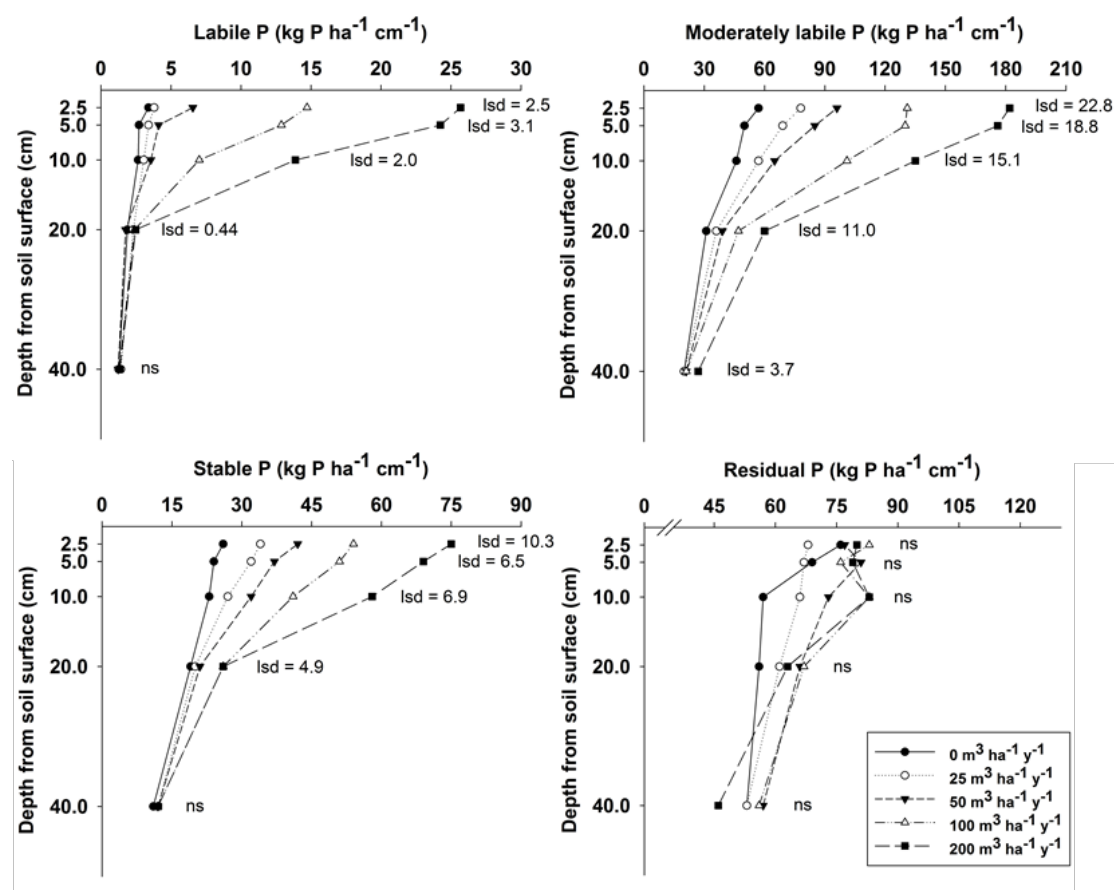 Labile P (kg P ha⁻¹ cm⁻¹)
0 5 10 15 20 25 30
Depth from soil surface (cm)
2.5
5.0
10.0
20.0
40.0
lsd = 2.5
lsd = 3.1
lsd = 2.0
lsd = 0.44
ns
Moderately labile P (kg P ha⁻¹ cm⁻¹)
0 30 60 90 120 150 180 210
Depth from soil surface (cm)
2.5
5.0
10.0
20.0
40.0
lsd = 22.8
lsd = 18.8
lsd = 15.1
lsd = 11.0
lsd = 3.7
Stable P (kg P ha⁻¹ cm⁻¹)
0 15 30 45 60 75 90
Depth from soil surface (cm)
2.5
5.0
10.0
20.0
40.0
lsd = 10.3
lsd = 6.5
lsd = 6.9
lsd = 4.9
ns
Residual P (kg P ha⁻¹ cm⁻¹)
0 45 60 75 90 105 120
Depth from soil surface (cm)
2.5
5.0
10.0
20.0
40.0
ns
ns
ns
ns
ns
0 m³ ha⁻¹ y⁻¹
25 m³ ha⁻¹ y⁻¹
50 m³ ha⁻¹ y⁻¹
100 m³ ha⁻¹ y⁻¹
200 m³ ha⁻¹ y⁻¹